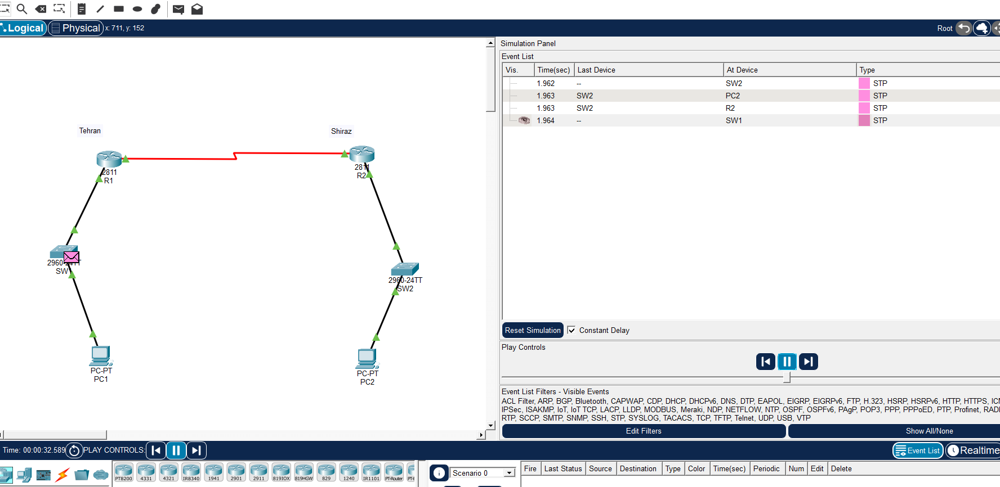 Logical Physical x: 711, y: 152 Root
Simulation Panel
Event List
Vis. Time(sec) Last Device At Device Type
1.962 -- SW2 STP
1.963 SW2 PC2 STP
1.963 SW2 R2 STP
1.964 -- SW1 STP
Tehran
Shiraz
2811
R1
2811
R2
2960-24TT
SW1
2960-24TT
SW2
PC-PT
PC1
PC-PT
PC2
Reset Simulation Constant Delay
Play Controls
Event List Filters - Visible Events
ACL Filter, ARP, BGP, Bluetooth, CAPWAP, CDP, DHCP, DHCPv6, DNS, DTP, EAPOL, EIGRP, EIGRPv6, FTP, H.323, HSRP, HSRPv6, HTTP, HTTPS,
IPSec, ISAKMP, IoT, IoT TCP, LACP, LLDP, MODBUS, Meraki, NDP, NETFLOW, NTP, OSPF, OSPFv6, PAgP, POP3, PPP, PPPoED, PTP, Profinet,
RTP, SCCP, SMTP, SNMP, SSH, STP, SYSLOG, TACACS, TCP, TFTP, Telnet, UDP, USB, VTP
Edit Filters Show All/None
Time: 00:00:32.589 PLAY CONTROLS: Event List Realtime
PT8200 4331 4321 IR8340 1941 2901 2911 819IOX 819HGW 829 1240 IR1101 PT-Router
Scenario 0
Fire Last Status Source Destination Type Color Time(sec) Periodic Num Edit Delete